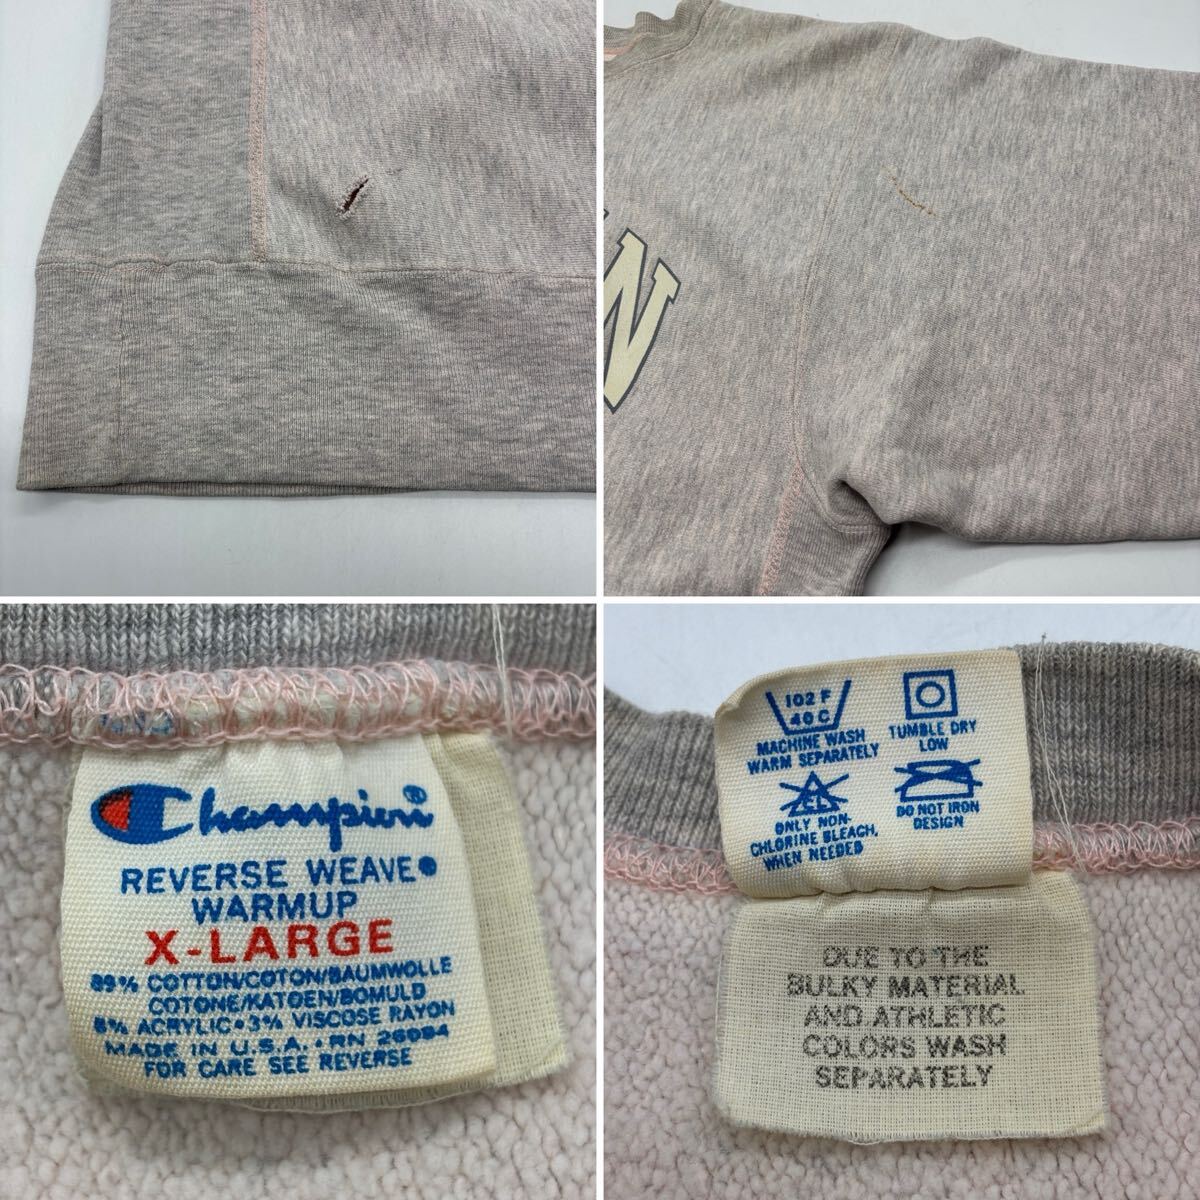 W
Champion®
REVERSE WEAVE●
WARMUP
X-LARGE
89% COTTON/COTON/BAUMWOLLE
COTONE/KATOEN/BOMULD
8% ACRYLIC•3% VISCOSE RAYON
MADE IN U.S.A. • RN 26094
FOR CARE SEE REVERSE
102 F
40 C
MACHINE WASH
WARM SEPARATELY
TUMBLE DRY
LOW
CL
ONLY NON-
CHLORINE BLEACH,
WHEN NEEDED
DO NOT IRON
DESIGN
DUE TO THE
BULKY MATERIAL
AND ATHLETIC
COLORS WASH
SEPARATELY